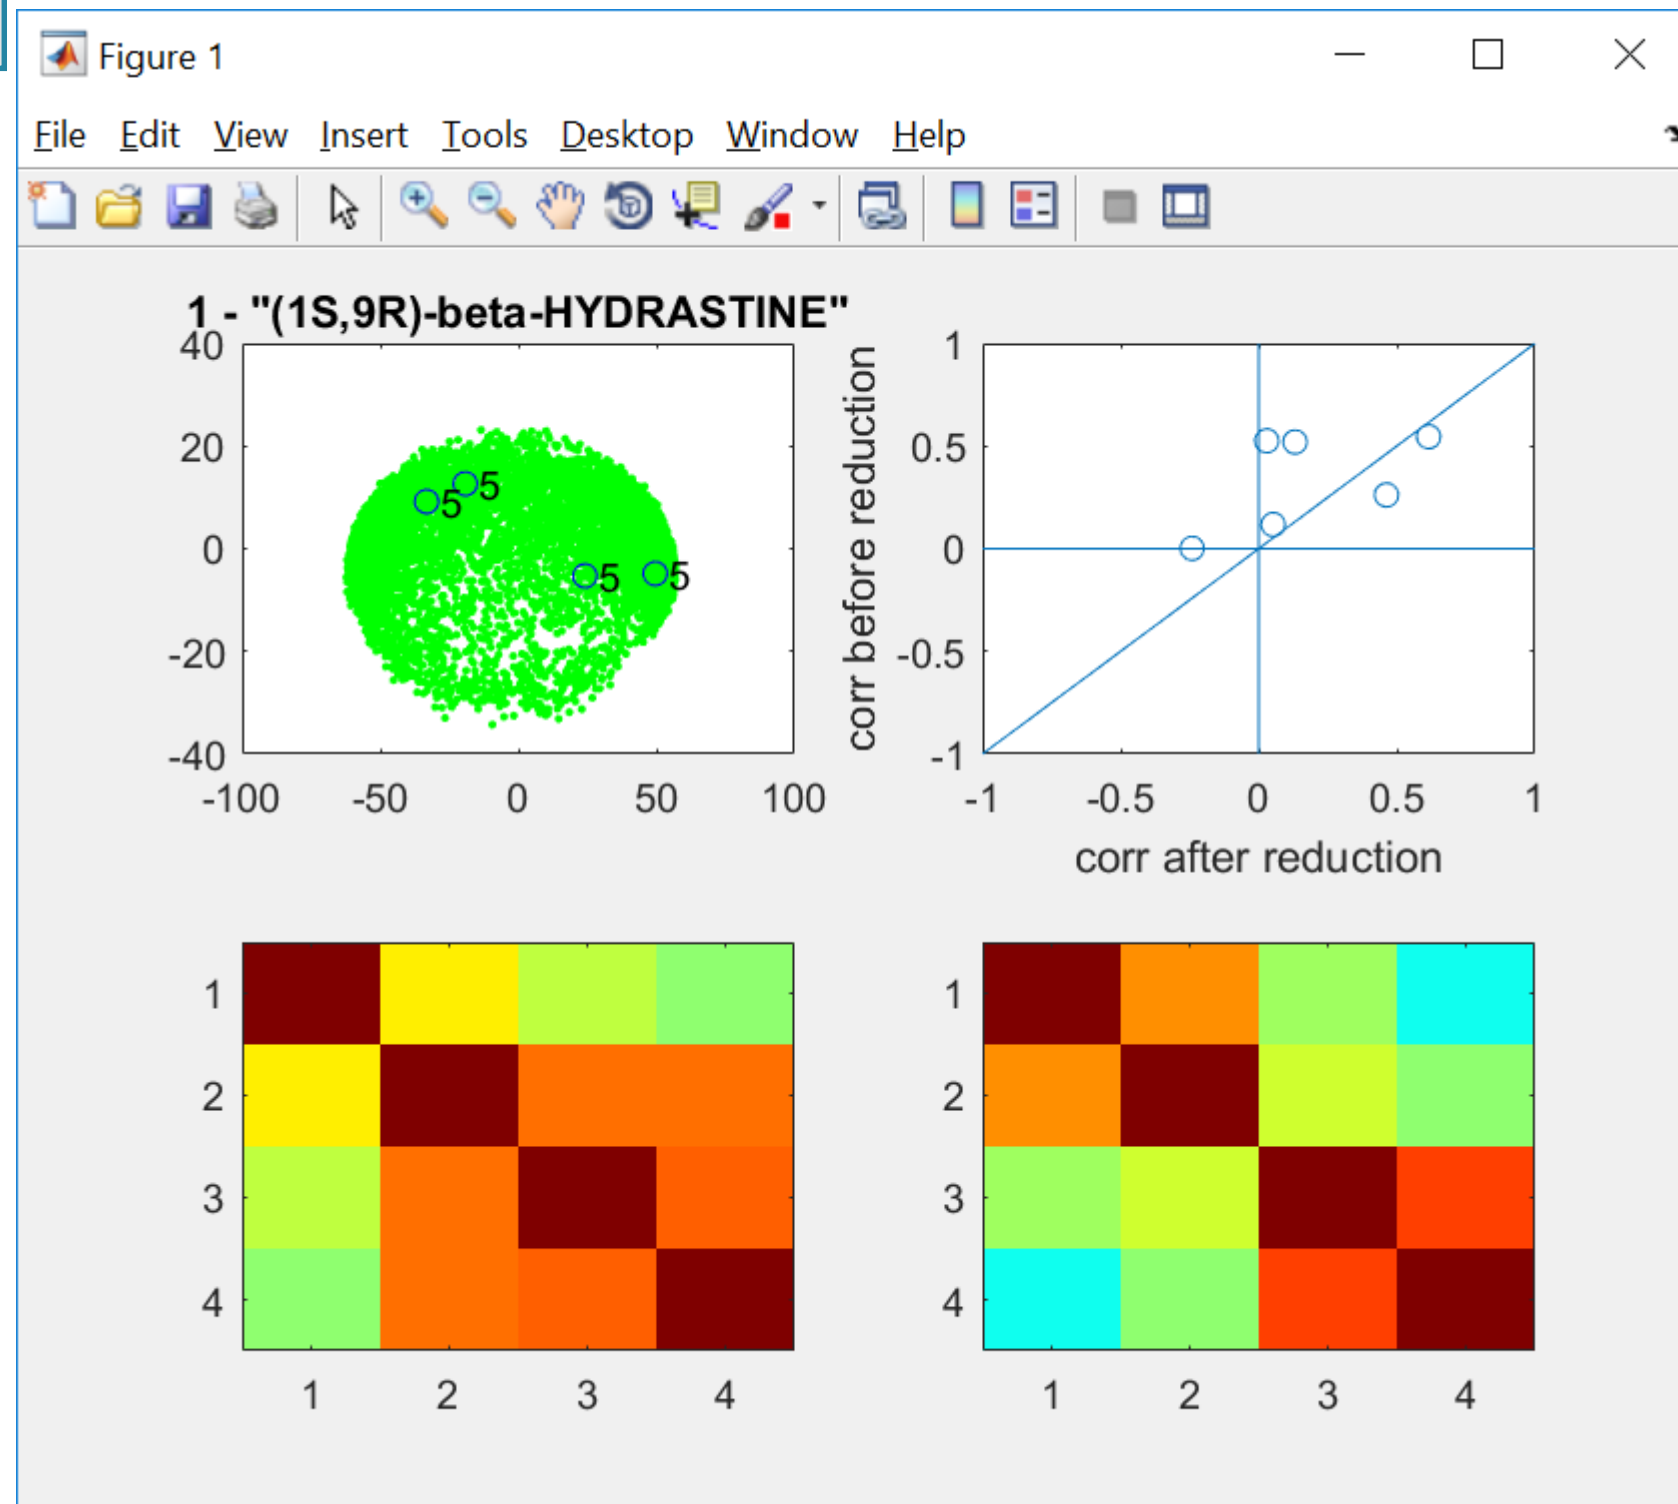 Figure 1
File Edit View Insert Tools Desktop Window Help
1 - "(1S,9R)-beta-HYDRASTINE"
40
20
0
-20
-40
-100 -50 0 50 100
5
5
5
5
corr before reduction
1
0.5
0
-0.5
-1
-1 -0.5 0 0.5 1
corr after reduction
1
2
3
4
1 2 3 4
1
2
3
4
1 2 3 4